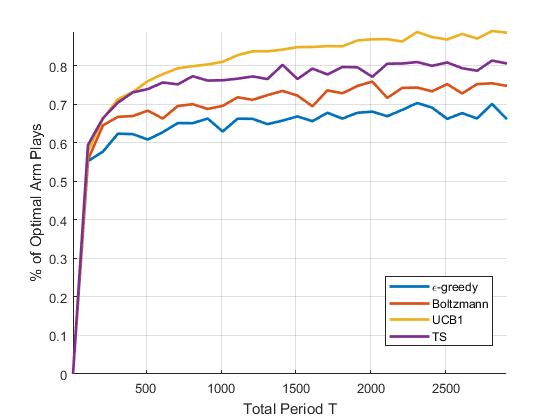 % of Optimal Arm Plays
0.8
0.7
0.6
0.5
0.4
0.3
0.2
0.1
0
500
1000
1500
2000
2500
Total Period T
ϵ-greedy
Boltzmann
UCB1
TS